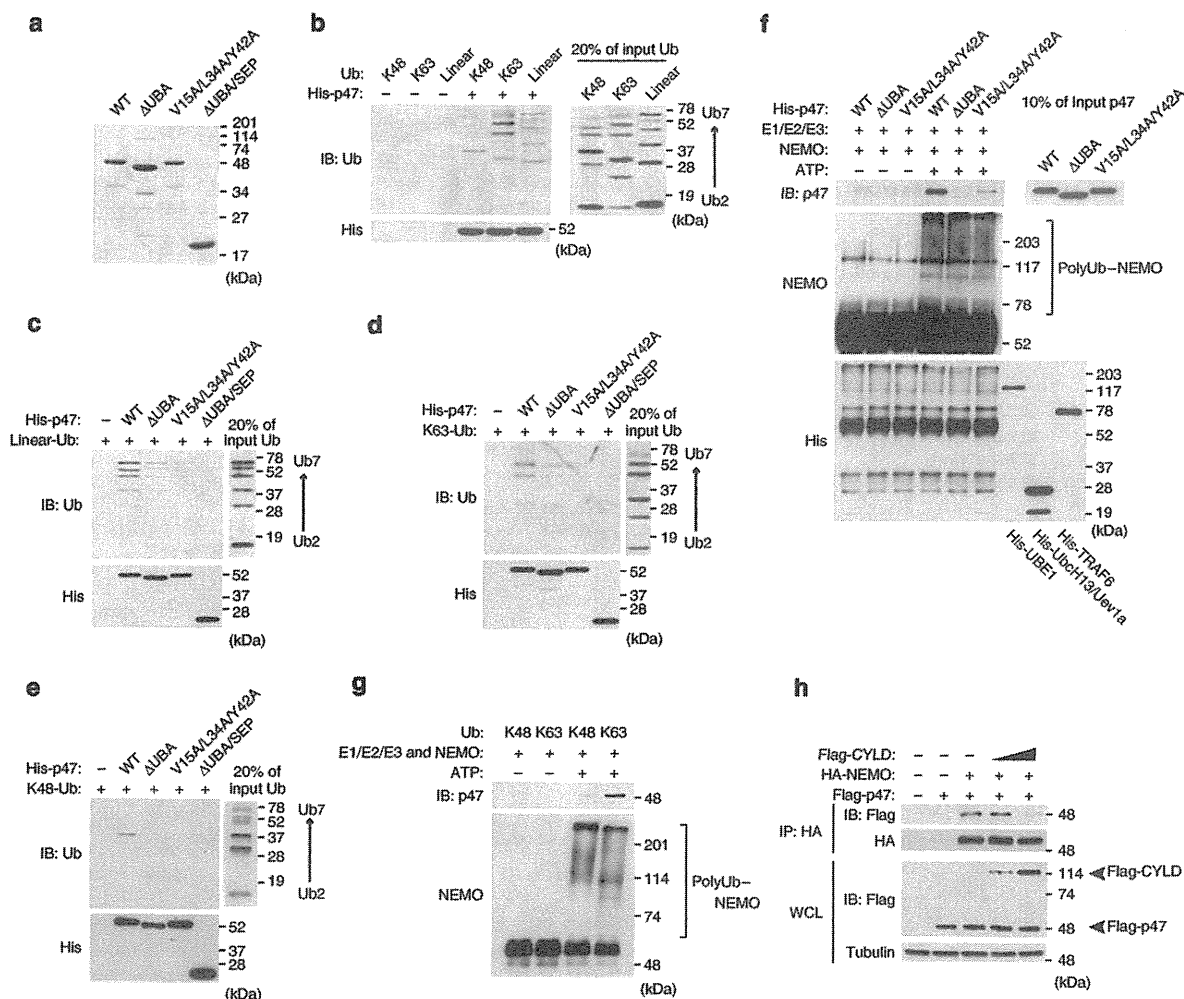 a
WT
ΔUBA
V15A/L34A/Y42A
ΔUBA/SEP
201
114
74
48
34
27
17
(kDa)
b
20% of input Ub
Ub: K48 K63 Linear K48 K63 Linear
K48 K63 Linear
His-p47: − − − + + +
IB: Ub
78
52
37
28
19
(kDa)
Ub7
Ub2
His
52
c
WT
ΔUBA
V15A/L34A/Y42A
ΔUBA/SEP
His-p47: −
Linear-Ub: + + + + +
20% of
input Ub
IB: Ub
78
52
37
28
19
Ub7
Ub2
His
52
37
28
(kDa)
d
WT
ΔUBA
V15A/L34A/Y42A
ΔUBA/SEP
His-p47: −
K63-Ub: + + + + +
20% of
input Ub
IB: Ub
78
52
37
28
19
Ub7
Ub2
His
52
37
28
(kDa)
e
WT
ΔUBA
V15A/L34A/Y42A
ΔUBA/SEP
His-p47: −
K48-Ub: + + + + +
20% of
input Ub
IB: Ub
78
52
37
28
19
Ub7
Ub2
His
52
37
28
(kDa)
f
His-p47: WT ΔUBA V15A/L34A/Y42A WT ΔUBA V15A/L34A/Y42A
E1/E2/E3: + + + + + +
NEMO: + + + + + +
ATP: − − − + + +
10% of Input p47
WT
ΔUBA
V15A/L34A/Y42A
IB: p47
NEMO
203
117
78
52
PolyUb−NEMO
His
203
117
78
52
37
28
19
(kDa)
His-UBE1
His-UbcH13/Uev1a
His-TRAF6
g
Ub: K48 K63 K48 K63
E1/E2/E3 and NEMO: + + + +
ATP: − − + +
IB: p47
48
NEMO
201
114
74
48
PolyUb−
NEMO
(kDa)
h
Flag-CYLD: − − −
HA-NEMO: − − + + +
Flag-p47: − + + + +
IP: HA
IB: Flag
48
HA
48
WCL
IB: Flag
114
74
48
Flag-CYLD
Flag-p47
Tubulin
48
(kDa)